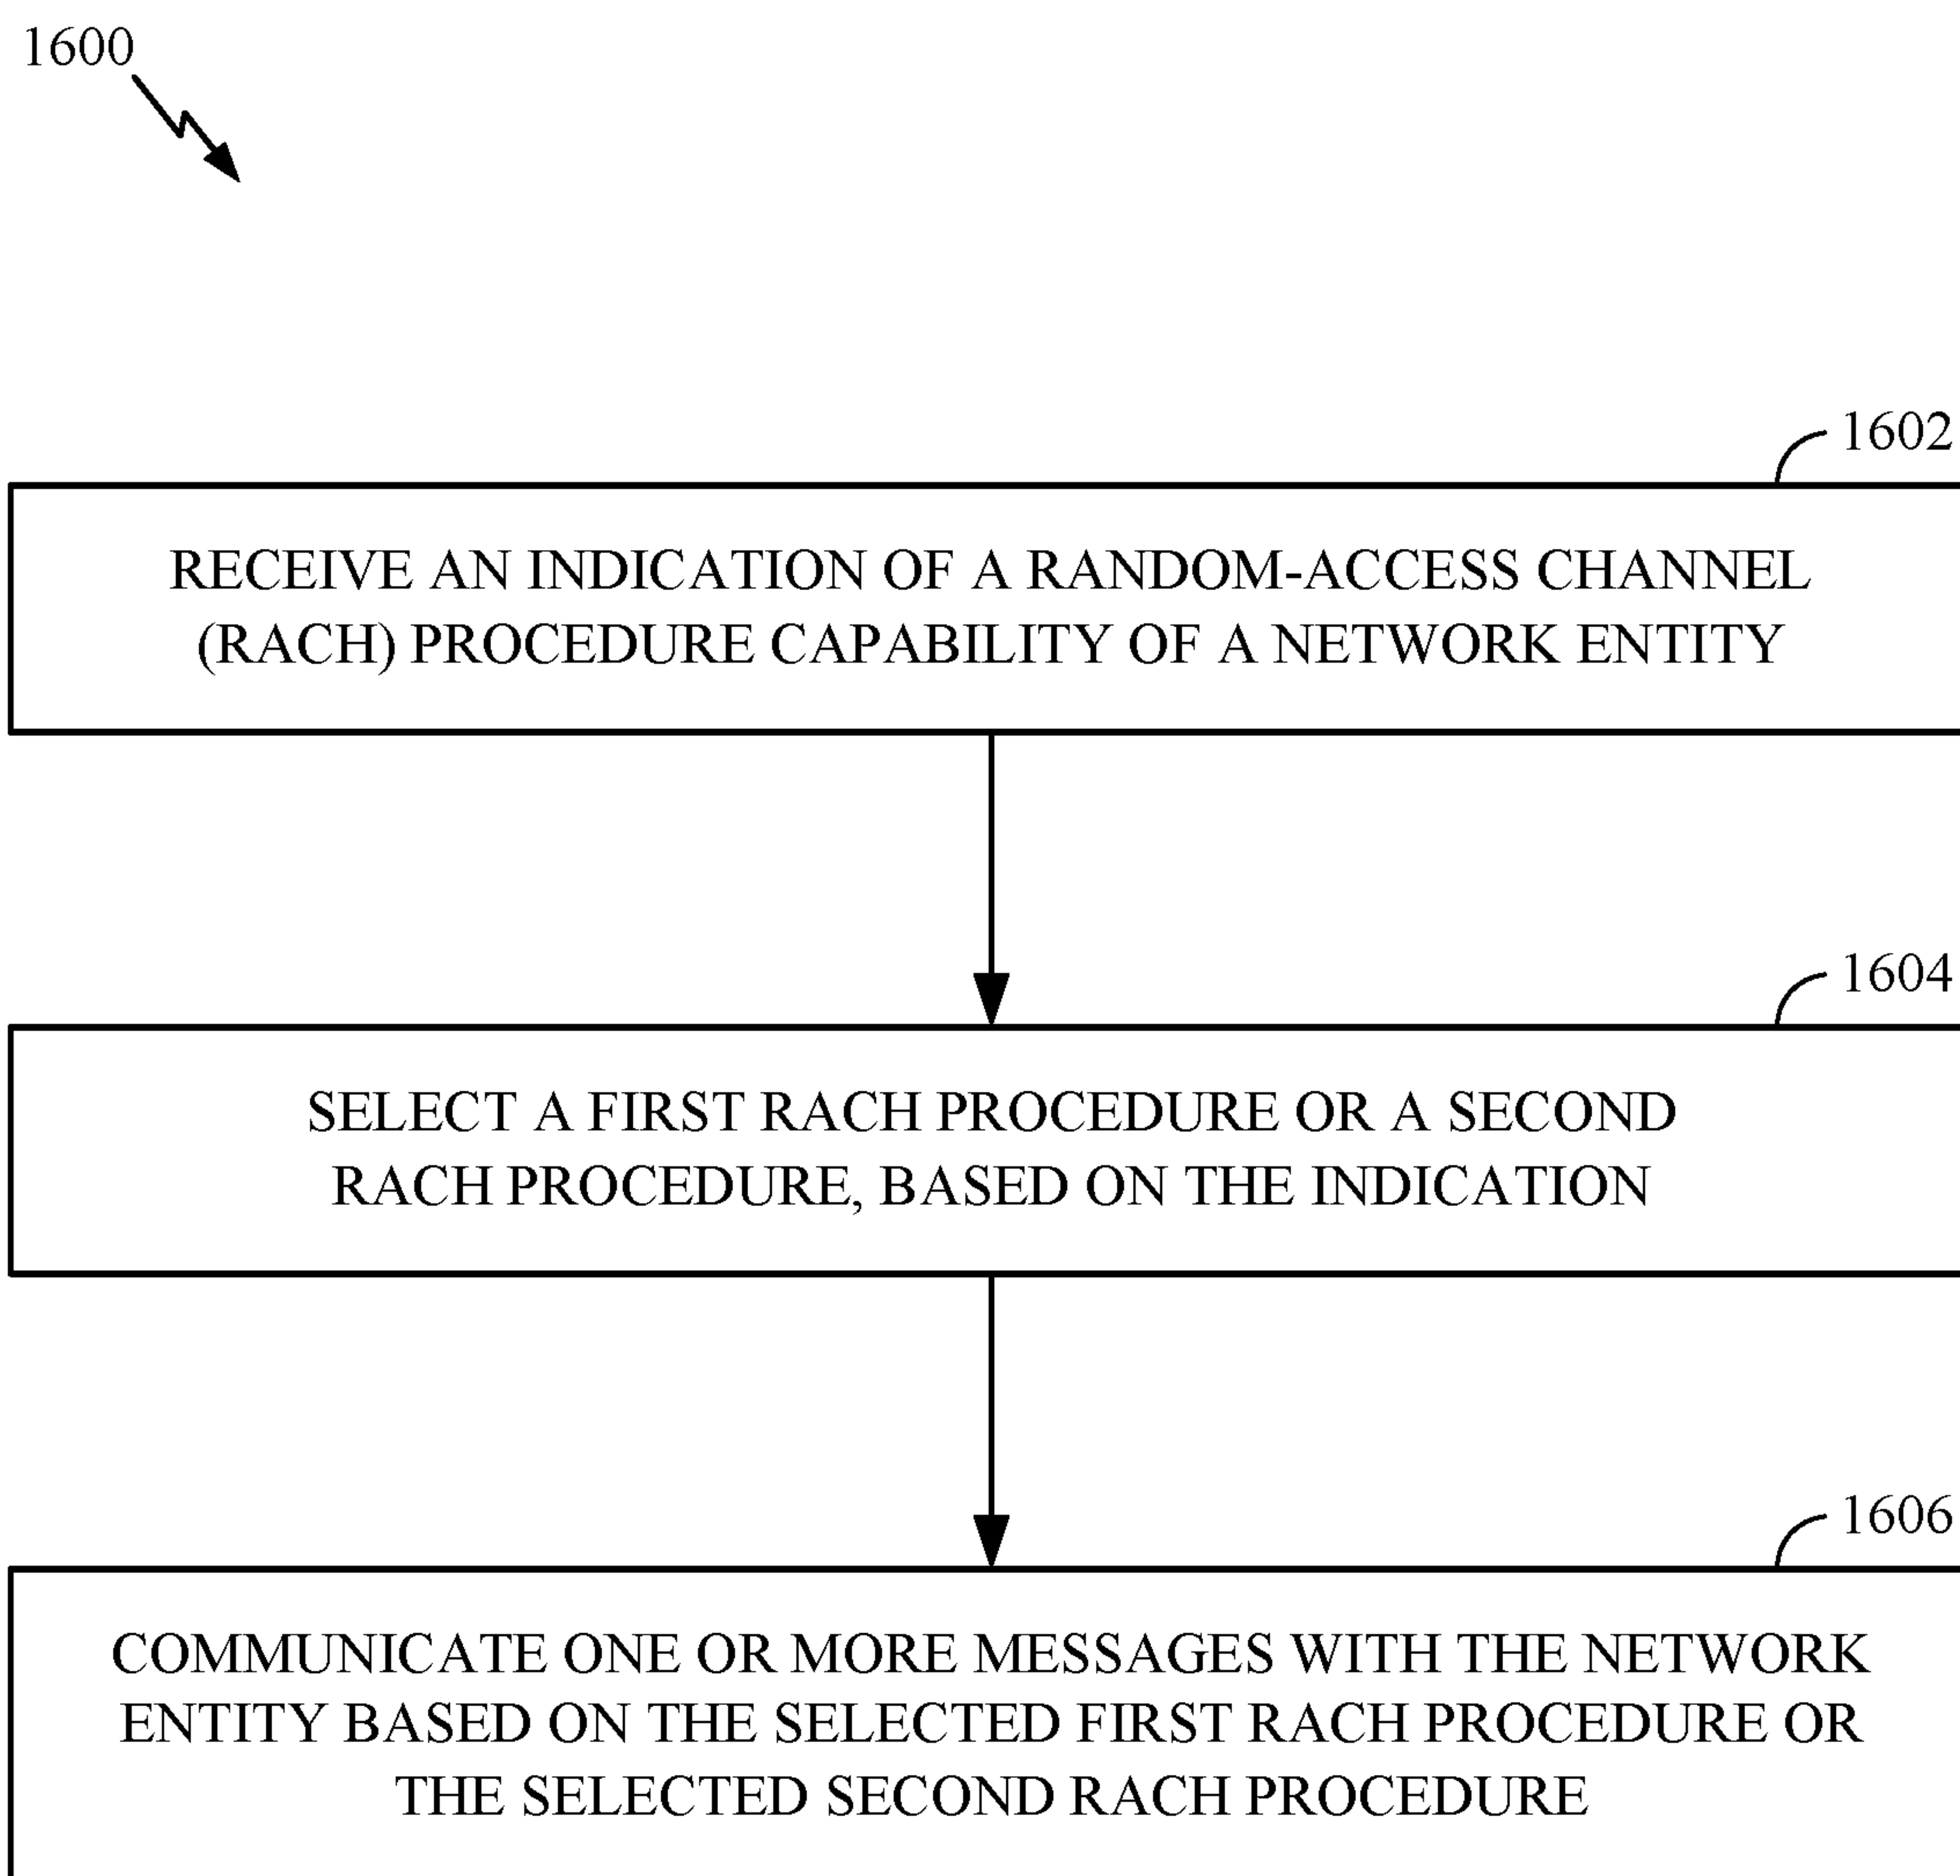 1600
1602
RECEIVE AN INDICATION OF A RANDOM-ACCESS CHANNEL
(RACH) PROCEDURE CAPABILITY OF A NETWORK ENTITY
1604
SELECT A FIRST RACH PROCEDURE OR A SECOND
RACH PROCEDURE, BASED ON THE INDICATION
1606
COMMUNICATE ONE OR MORE MESSAGES WITH THE NETWORK
ENTITY BASED ON THE SELECTED FIRST RACH PROCEDURE OR
THE SELECTED SECOND RACH PROCEDURE